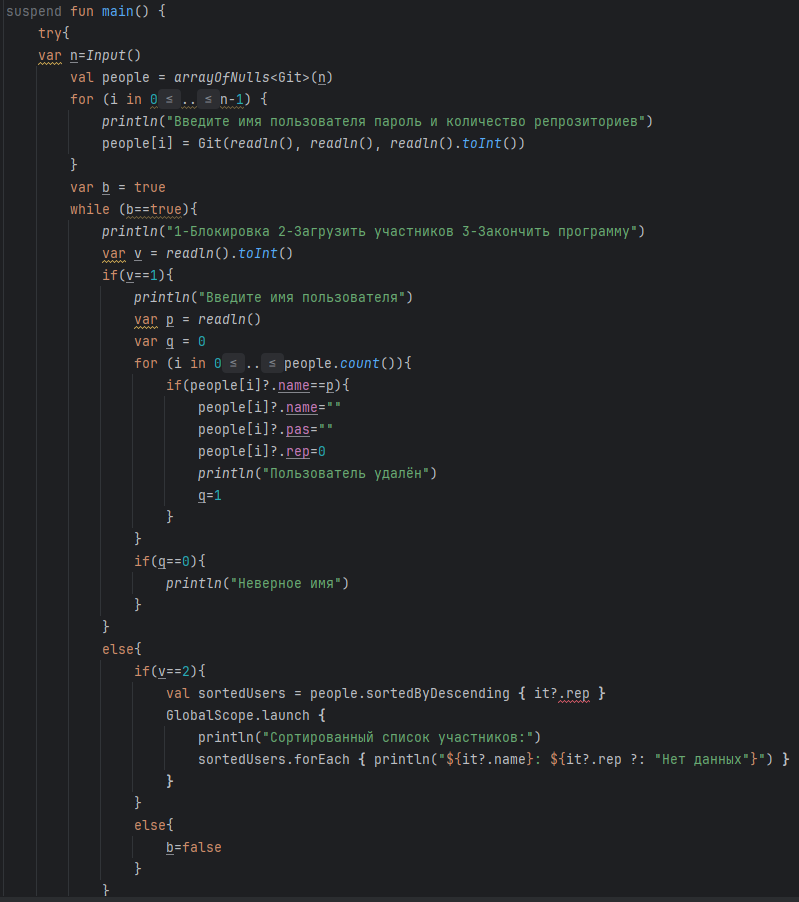 suspend fun main() {
    try{
    var n=Input()
        val people = arrayOfNulls<Git>(n)
        for (i in 0 ≤ .. ≤ n-1) {
            println("Введите имя пользователя пароль и количество репрозиториев")
            people[i] = Git(readln(), readln(), readln().toInt())
        }
        var b = true
        while (b==true){
            println("1-Блокировка 2-Загрузить участников 3-Закончить программу")
            var v = readln().toInt()
            if(v==1){
                println("Введите имя пользователя")
                var p = readln()
                var q = 0
                for (i in 0 ≤ .. ≤ people.count()){
                    if(people[i]?.name==p){
                        people[i]?.name=""
                        people[i]?.pas=""
                        people[i]?.rep=0
                        println("Пользователь удалён")
                        q=1
                    }
                }
                if(q==0){
                    println("Неверное имя")
                }
            }
            else{
                if(v==2){
                    val sortedUsers = people.sortedByDescending { it?.rep }
                    GlobalScope.launch {
                        println("Сортированный список участников:")
                        sortedUsers.forEach { println("${it?.name}: ${it?.rep ?: "Нет данных"}") }
                    }
                }
                else{
                    b=false
                }
            }